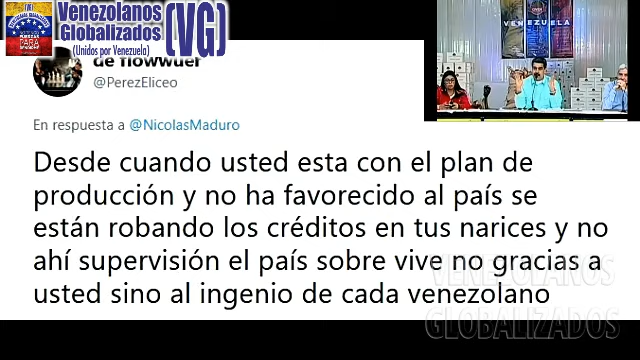 Venezolanos
Globalizados
(Unidos por Venezuela)
(VG)
VENEZUELA
de flowwuer
@PerezEliceo
En respuesta a @NicolasMaduro
Desde cuando usted esta con el plan de
producción y no ha favorecido al país se
están robando los créditos en tus narices y no
ahí supervisión el país sobre vive no gracias a
usted sino al ingenio de cada venezolano
VENEZOLANOS
GLOBALIZADOS